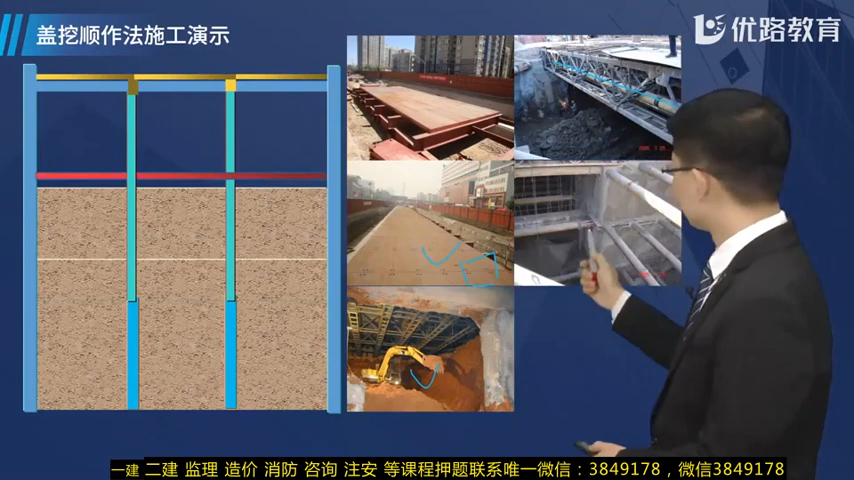 盖挖顺作法施工演示
优路教育
一建 二建 监理 造价 消防 咨询 注安 等课程押题联系唯一微信：3849178，微信3849178